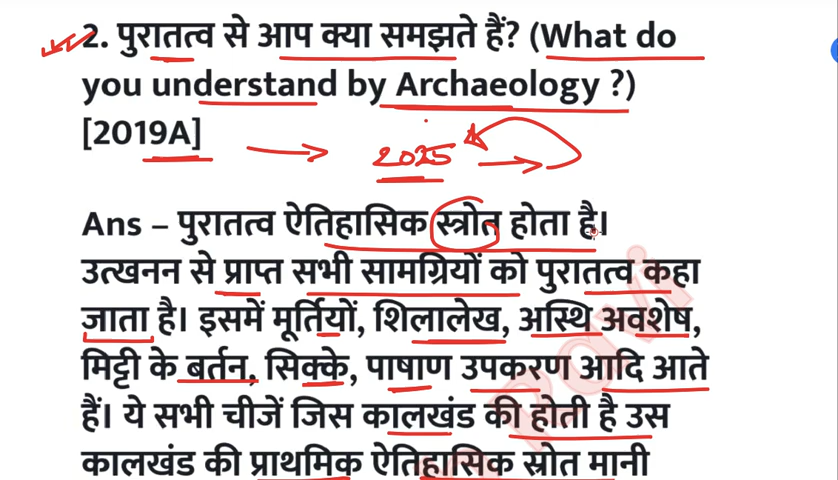 2. पुरातत्व से आप क्या समझते हैं? (What do
you understand by Archaeology ?)
[2019A]
2025
Ans – पुरातत्व ऐतिहासिक स्त्रोत होता है।
उत्खनन से प्राप्त सभी सामग्रियों को पुरातत्व कहा
जाता है। इसमें मूर्तियों, शिलालेख, अस्थि अवशेष,
मिट्टी के बर्तन, सिक्के, पाषाण उपकरण आदि आते
हैं। ये सभी चीजें जिस कालखंड की होती है उस
कालखंड की प्राथमिक ऐतिहासिक स्रोत मानी